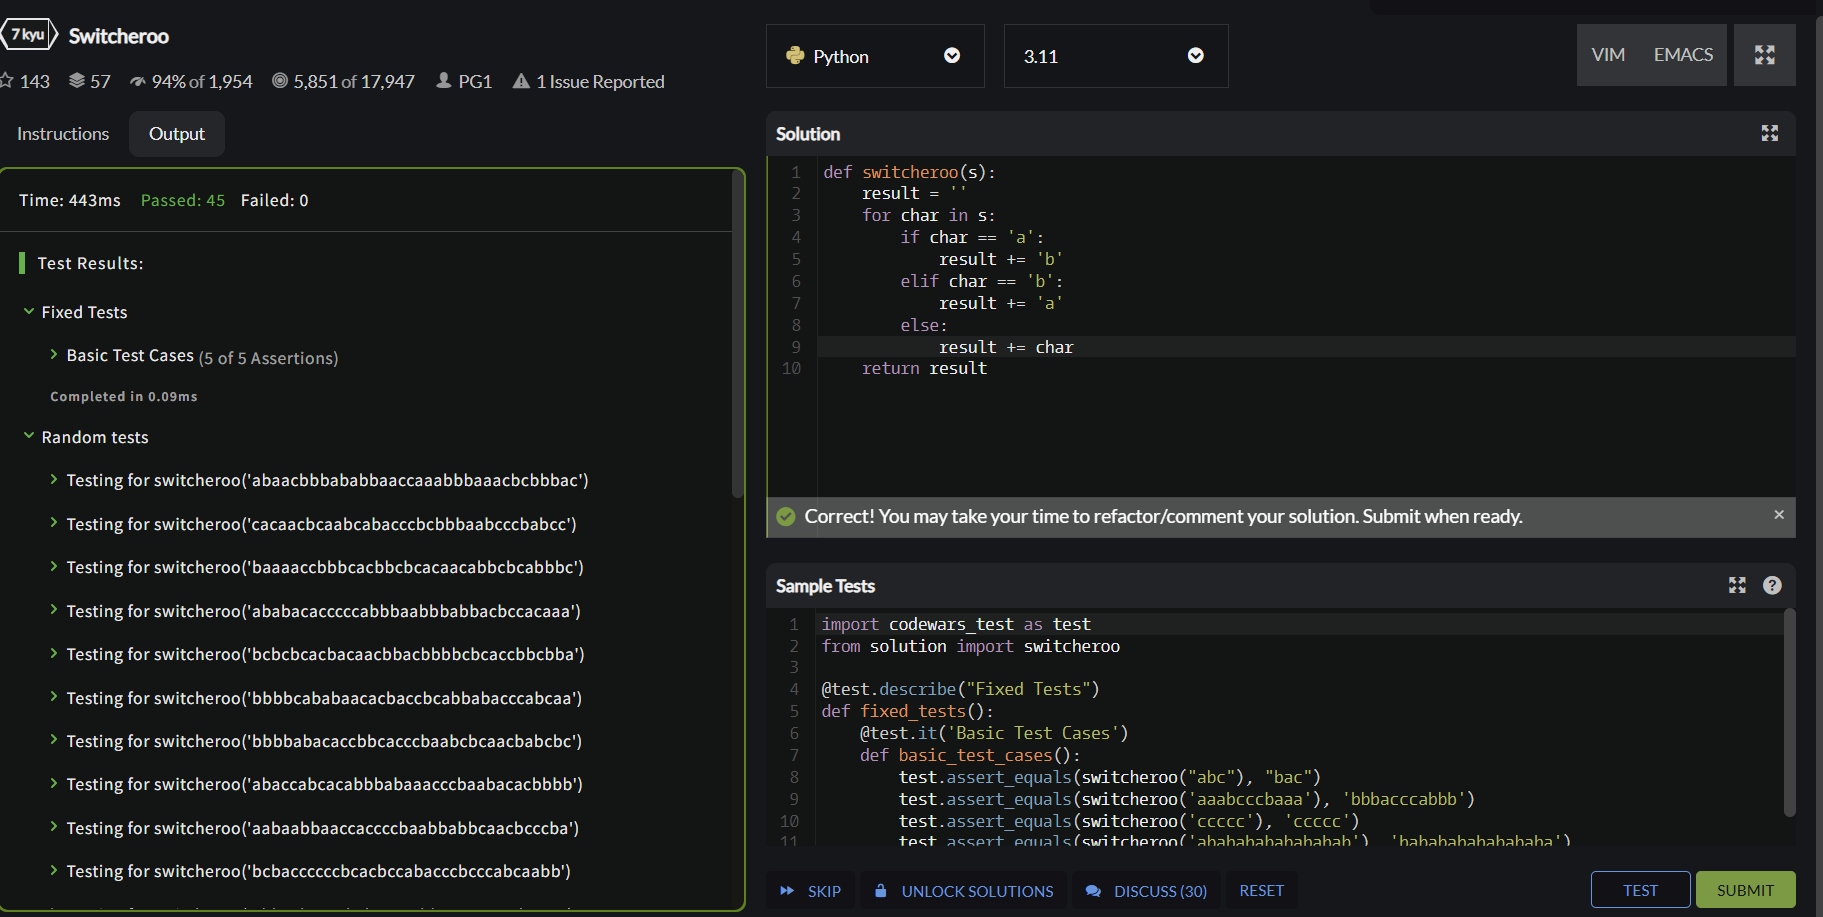 7 kyu Switcheroo
143 57 94% of 1,954 5,851 of 17,947 PG1 1 Issue Reported
Instructions Output
Time: 443ms Passed: 45 Failed: 0
Test Results:
Fixed Tests
Basic Test Cases (5 of 5 Assertions)
Completed in 0.09ms
Random tests
Testing for switcheroo('abaacbbbababbaaccaaabbbaaacbcbbbac')
Testing for switcheroo('cacaacbcaabcabacccbcbbbaabcccbabcc')
Testing for switcheroo('baaaaccbbbcacbbcbcacaacabbcbcabbbc')
Testing for switcheroo('ababacacccccabbbaabbbabbacbccacaaa')
Testing for switcheroo('bcbcbcacbacaacbbacbbbbcbcaccbbcbba')
Testing for switcheroo('bbbbcababaacacbaccbcabbabacccabcaa')
Testing for switcheroo('bbbbabacaccbbcacccbaabcbcaacbabcbc')
Testing for switcheroo('abaccabcacabbbabaaacccbaabacacbbbb')
Testing for switcheroo('aabaabbaaccaccccbaabbabbcaacbcccba')
Testing for switcheroo('bcbaccccccbcacbccabacccbcccabcaabb')
Python
3.11
VIM EMACS
Solution
1 def switcheroo(s):
2 result = ''
3 for char in s:
4 if char == 'a':
5 result += 'b'
6 elif char == 'b':
7 result += 'a'
8 else:
9 result += char
10 return result
Correct! You may take your time to refactor/comment your solution. Submit when ready. ×
Sample Tests ?
1 import codewars_test as test
2 from solution import switcheroo
3
4 @test.describe("Fixed Tests")
5 def fixed_tests():
6 @test.it('Basic Test Cases')
7 def basic_test_cases():
8 test.assert_equals(switcheroo("abc"), "bac")
9 test.assert_equals(switcheroo('aaabcccbaaa'), 'bbbacccabbb')
10 test.assert_equals(switcheroo('ccccc'), 'ccccc')
11 test.assert_equals(switcheroo('abababababababab'), 'babababababababa')
SKIP UNLOCK SOLUTIONS DISCUSS (30) RESET TEST SUBMIT